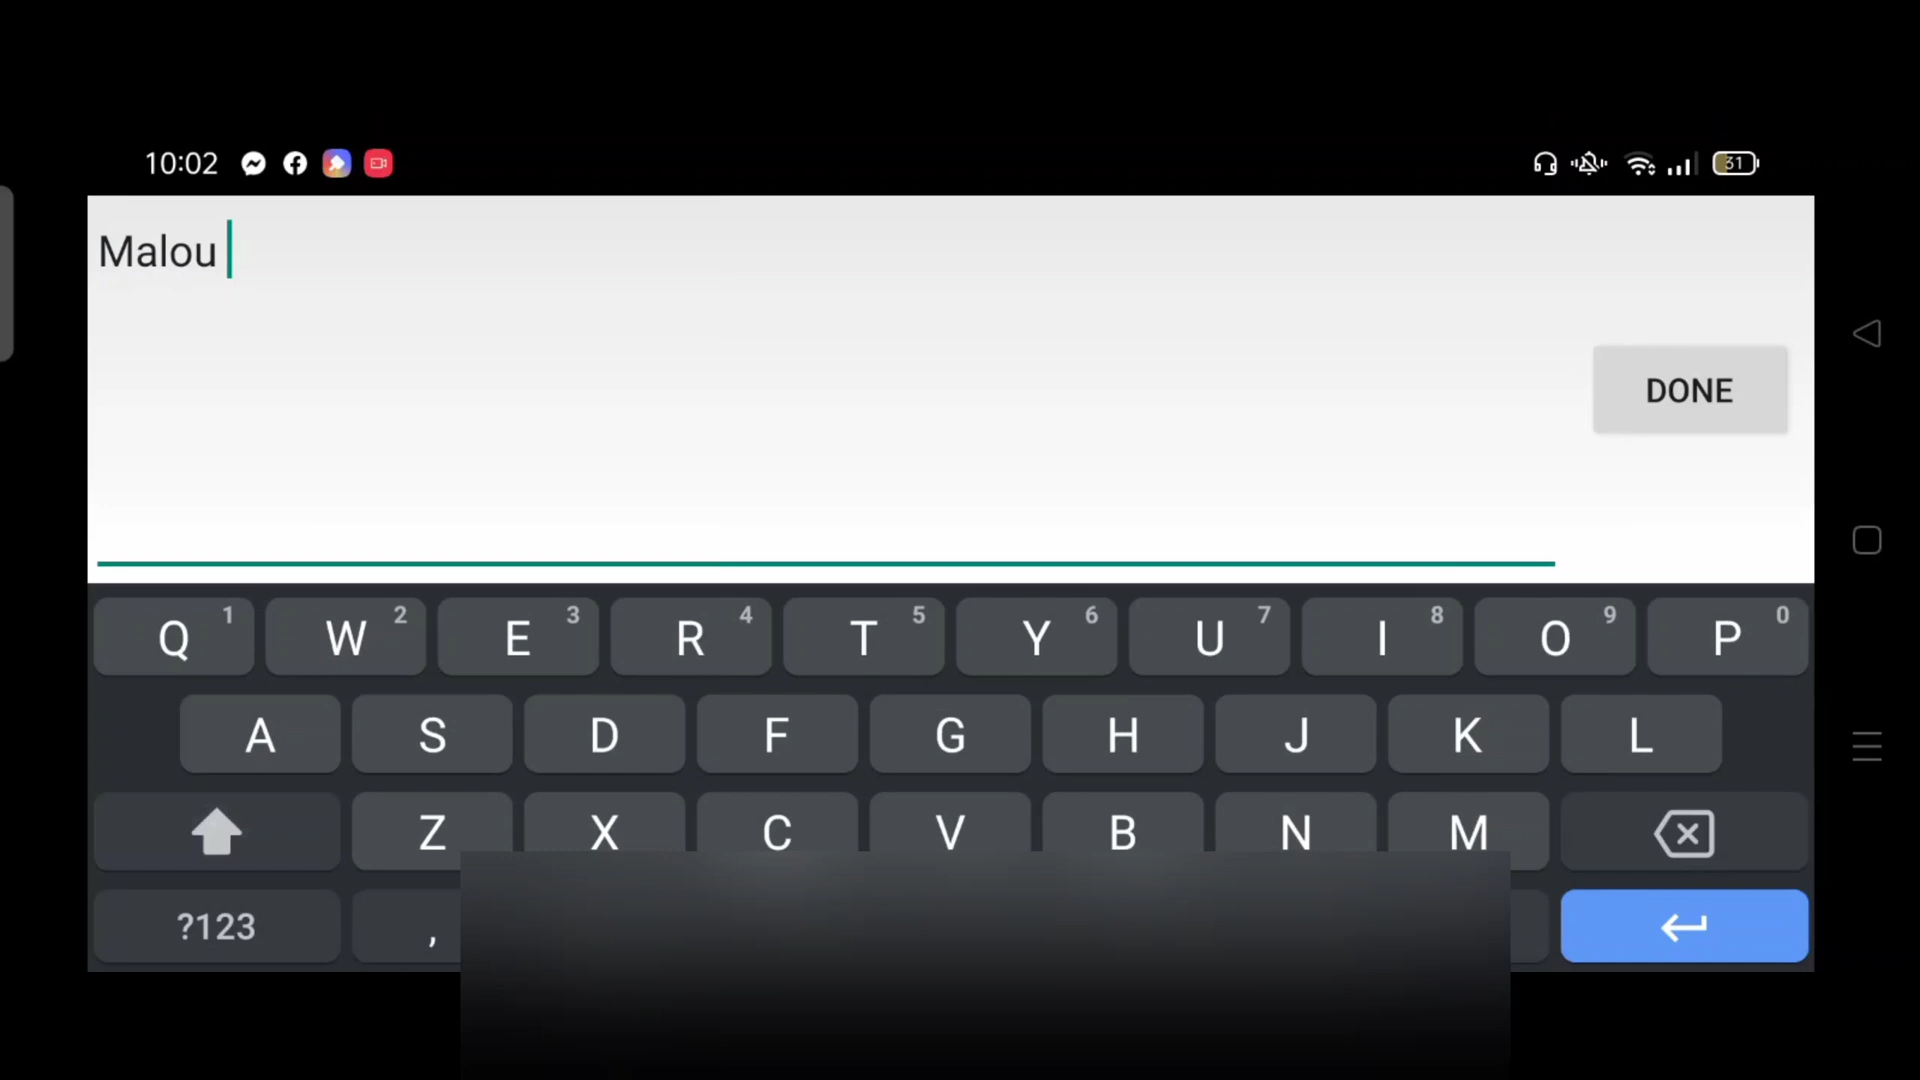 10:02 31
Malou
DONE
Q 1 W 2 E 3 R 4 T 5 Y 6 U 7 I 8 O 9 P 0
A S D F G H J K L
Z X C V B N M
?123 ,